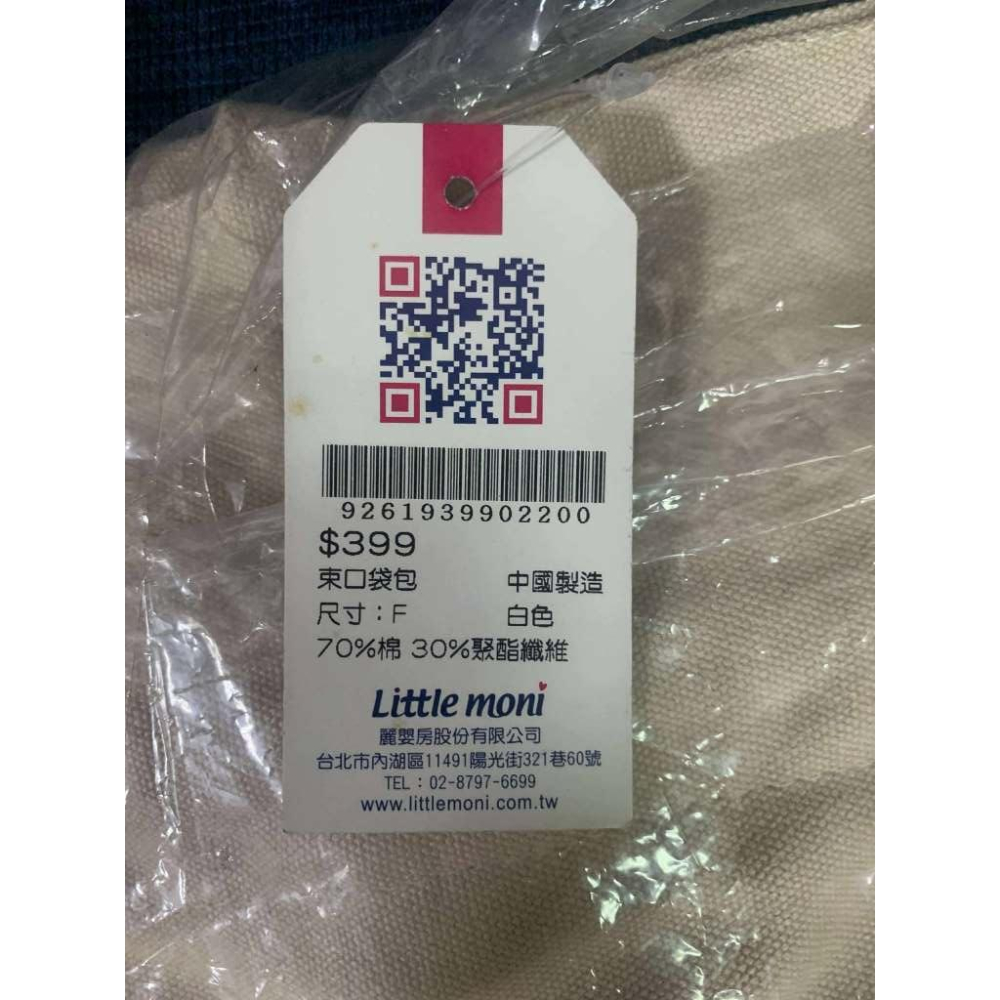 9261939902200
$399
束口袋包 中國製造
尺寸：F 白色
70%棉 30%聚酯纖維
Little moni
麗嬰房股份有限公司
台北市內湖區11491陽光街321巷60號
TEL：02-8797-6699
www.littlemoni.com.tw